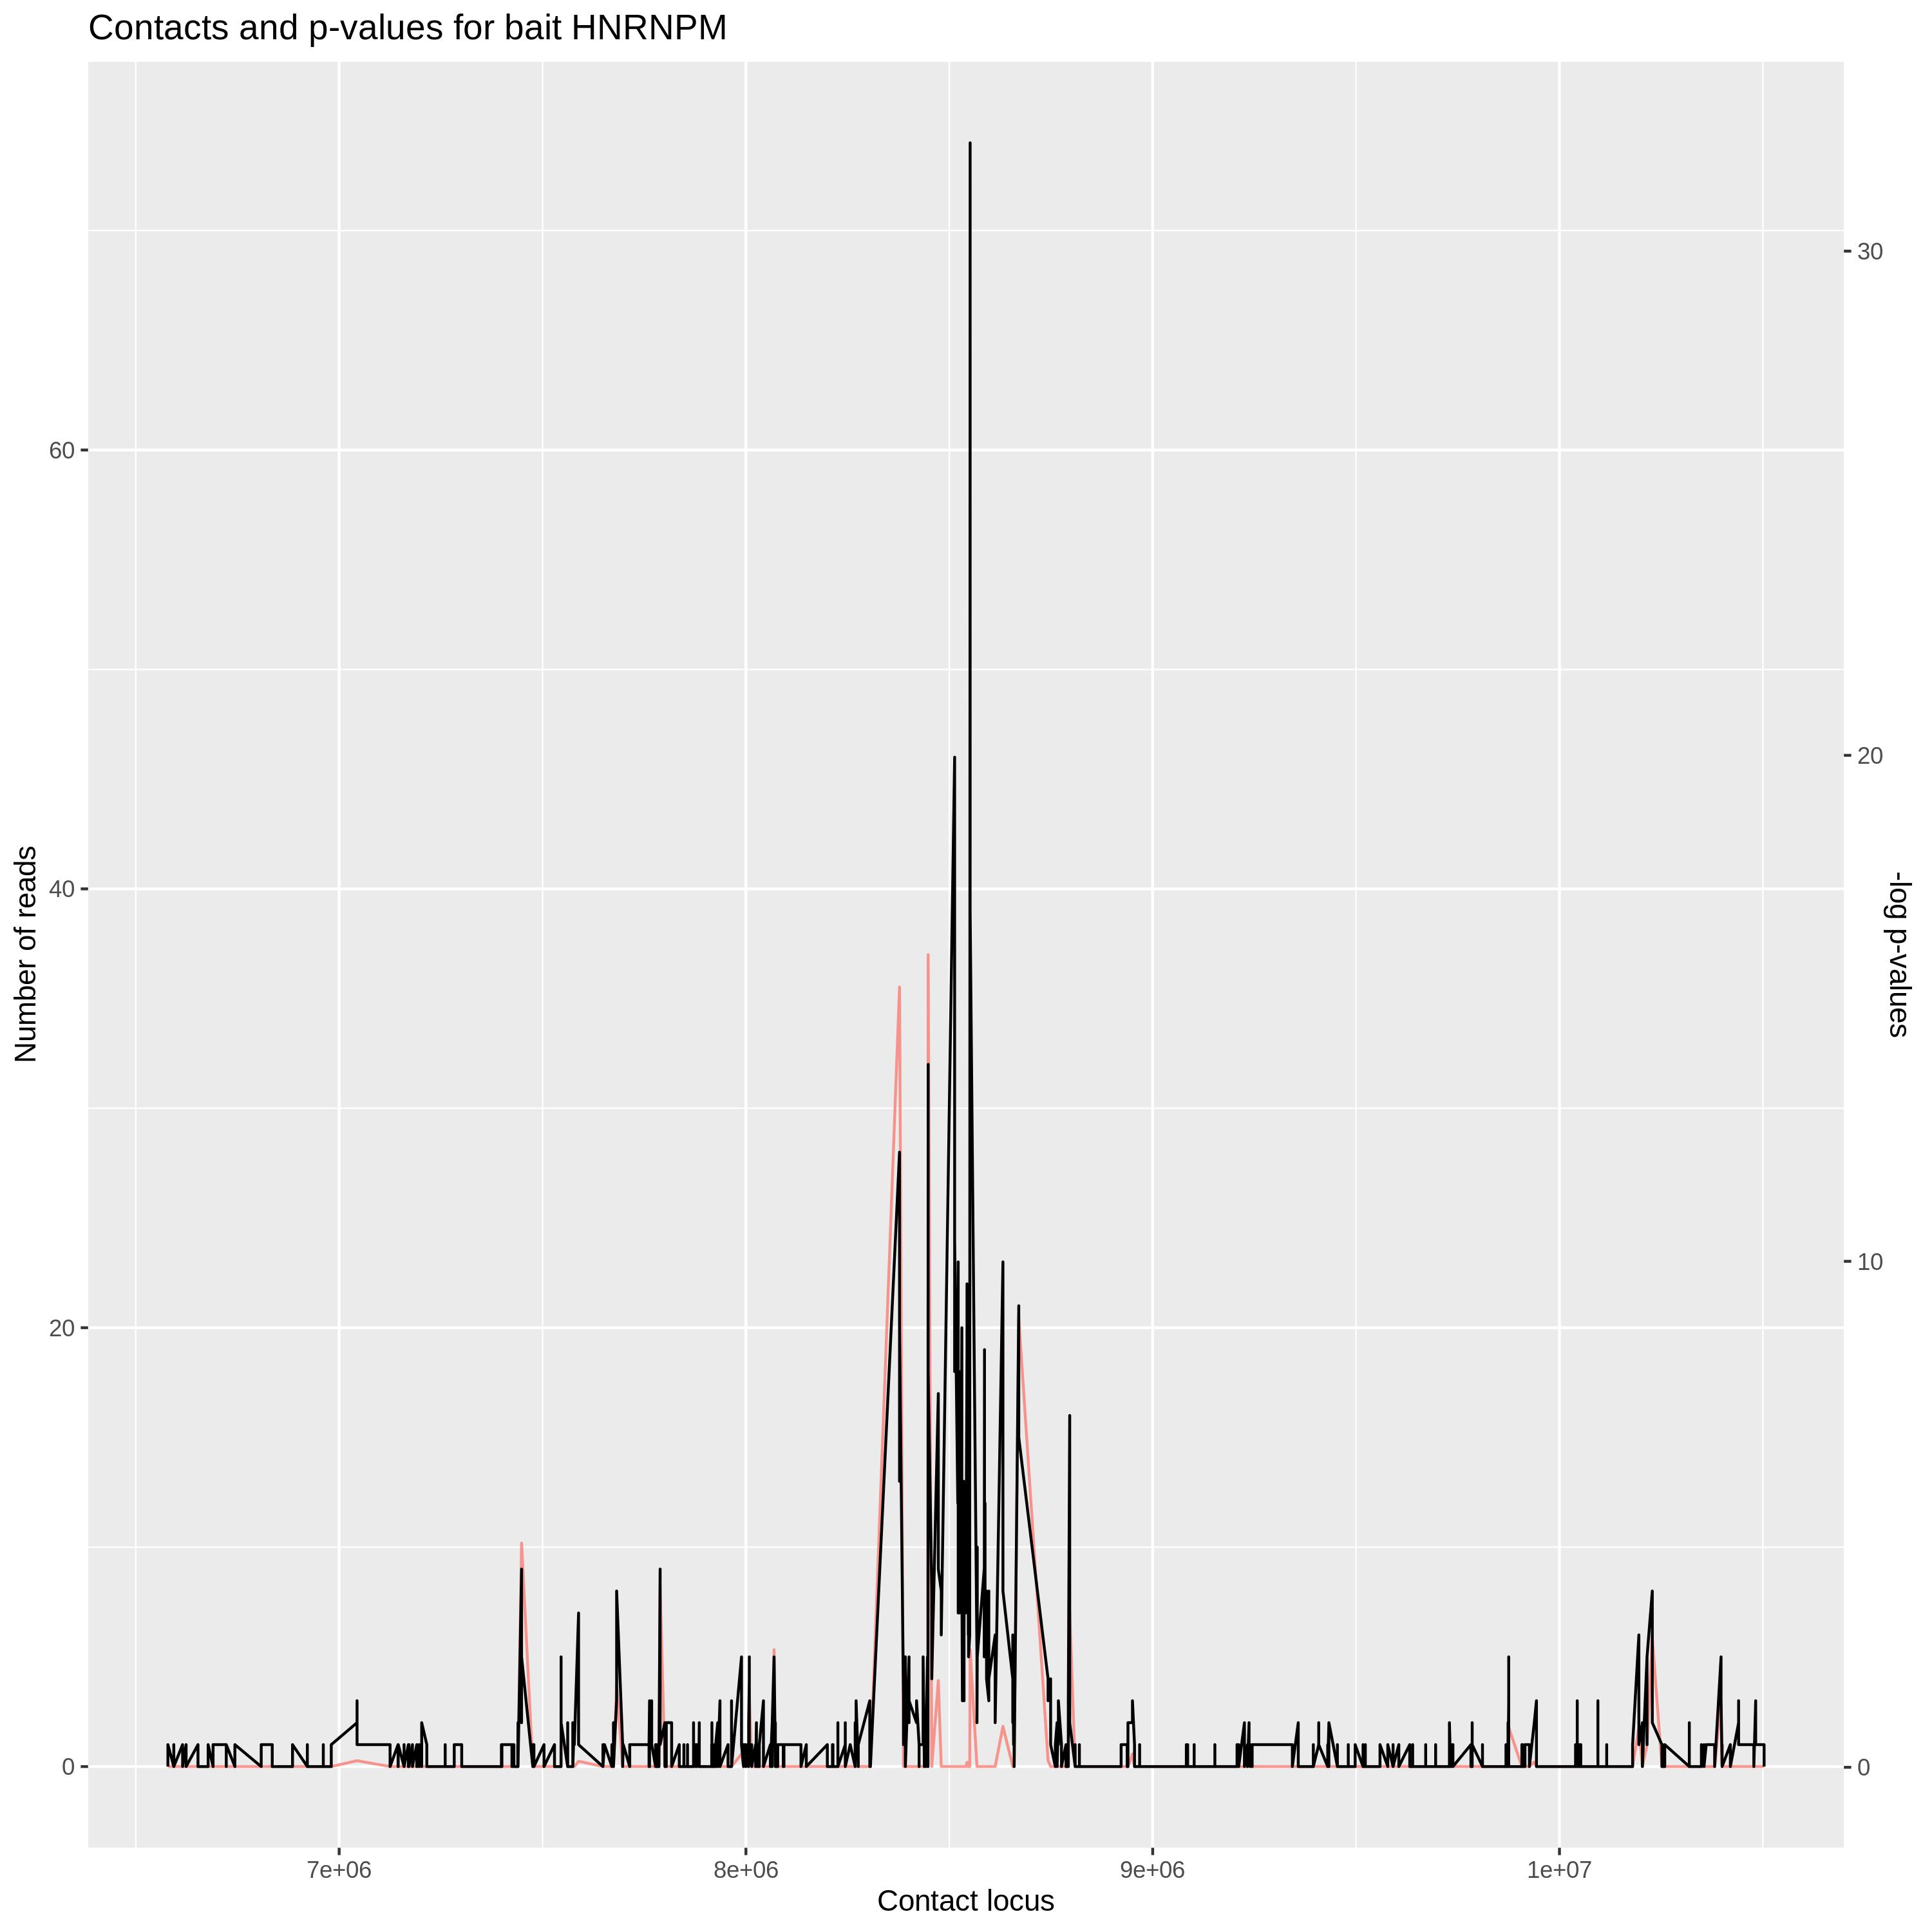 Contacts and p-values for bait HNRNPM
Number of reads
60
40
20
0
30
20
10
0
-log p-values
7e+06
8e+06
9e+06
1e+07
Contact locus